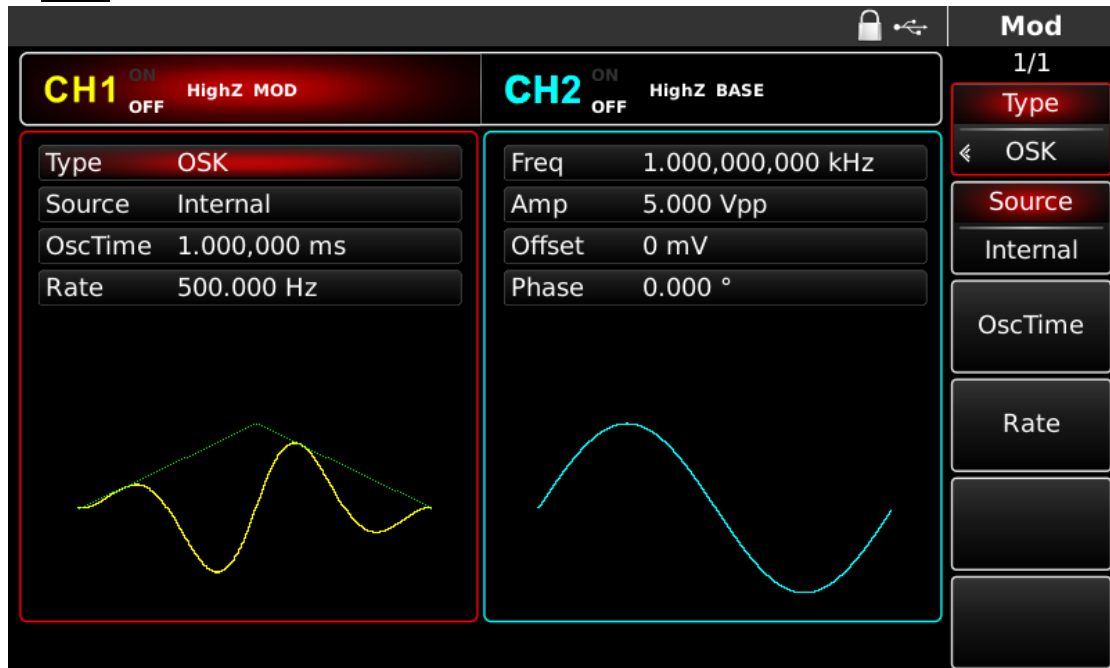 Mod
1/1
CH1 ON OFF HighZ MOD
CH2 ON OFF HighZ BASE
Type OSK
Source Internal
OscTime 1.000,000 ms
Rate 500.000 Hz
Freq 1.000,000,000 kHz
Amp 5.000 Vpp
Offset 0 mV
Phase 0.000 °
Type
OSK
Source
Internal
OscTime
Rate